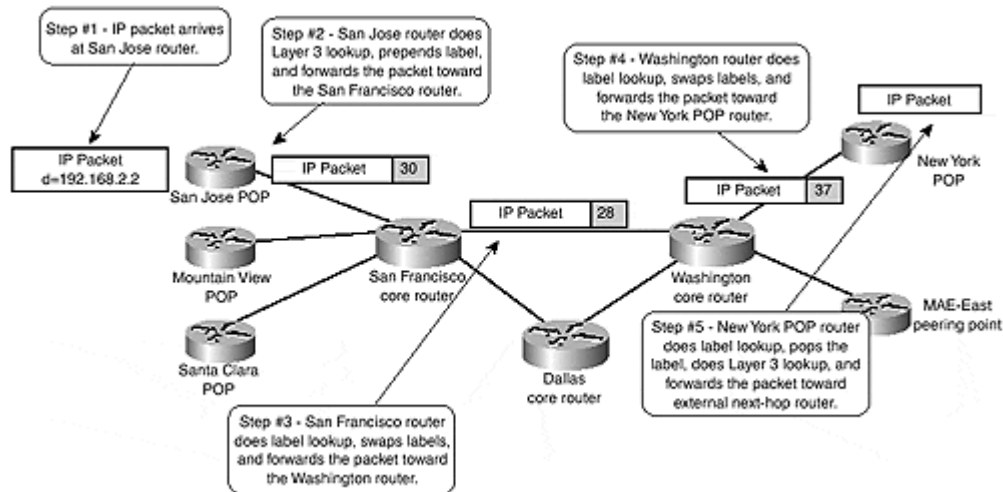 Step #1 - IP packet arrives
at San Jose router.
Step #2 - San Jose router does
Layer 3 lookup, prepends label,
and forwards the packet toward
the San Francisco router.
Step #4 - Washington router does
label lookup, swaps labels, and
forwards the packet toward
the New York POP router.
IP Packet
New York
POP
IP Packet
d=192.168.2.2
San Jose POP
IP Packet 30
IP Packet 28
IP Packet 37
Mountain View
POP
San Francisco
core router
Washington
core router
MAE-East
peering point
Santa Clara
POP
Dallas
core router
Step #5 - New York POP router
does label lookup, pops the
label, does Layer 3 lookup, and
forwards the packet toward
external next-hop router.
Step #3 - San Francisco router
does label lookup, swaps labels,
and forwards the packet toward
the Washington router.